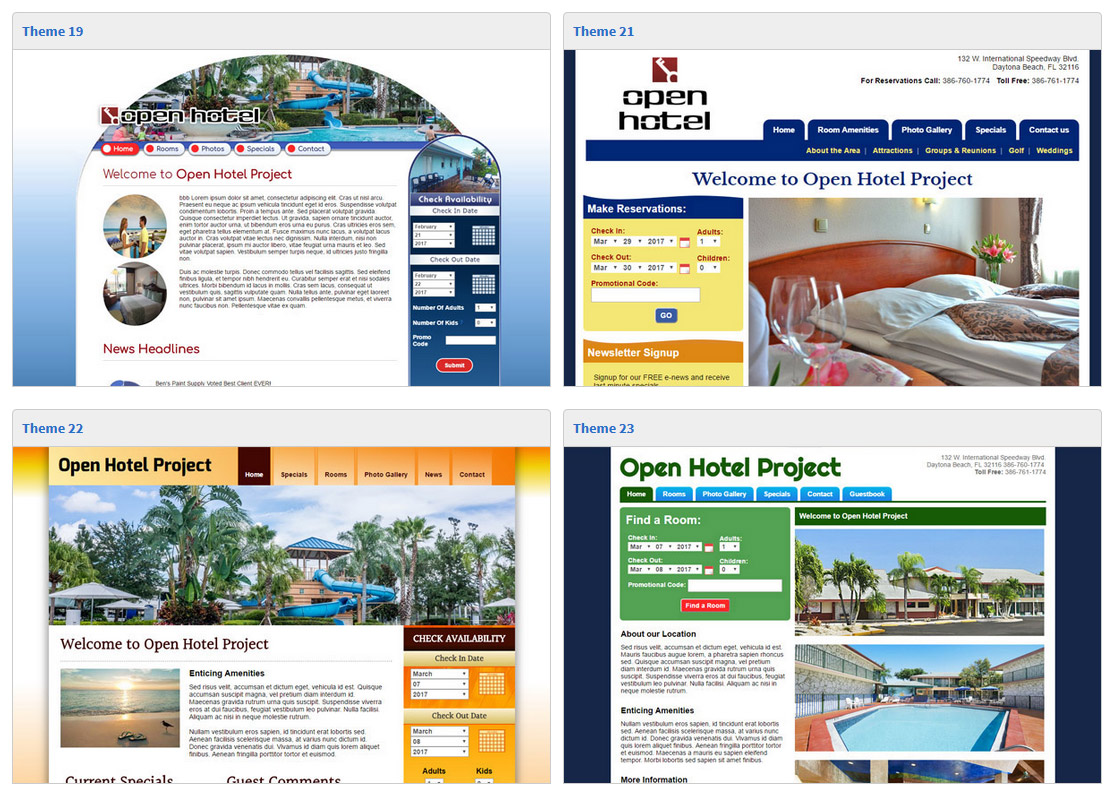 Theme 19
open hotel
Home Rooms Photos Specials Contact
Welcome to Open Hotel Project
bbb Lorem ipsum dolor sit amet, consectetur adipiscing elit. Cras ut nisl arcu.
Praesent eu neque ac ipsum vehicula tincidunt eget id eros. Suspendisse volutpat
condimentum lobortis. Proin a tempus ante. Sed placerat volutpat gravida.
Quisque consectetur imperdiet lectus. Ut gravida, sapien ornare tincidunt auctor,
enim tortor auctor urna, ut bibendum eros urna eu purus. Cras ultrices eros sem,
eget pharetra tellus elementum at. Fusce maximus nunc lacus, a volutpat lacus
auctor in. Cras volutpat vitae lectus nec dignissim. Nulla interdum, nisi non
pulvinar placerat, ipsum mi auctor libero, vitae feugiat urna mauris et leo. Sed
vitae volutpat sapien. Vestibulum quis turpis neque, id ultricies justo fringilla
non.
Duis ac molestie turpis. Donec commodo tellus vel facilisis sagittis. Sed eleifend
finibus ligula, et tempor nibh hendrerit eu. Curabitur semper erat et nisi sodales
ultrices. Morbi bibendum id lacus in mollis. Cras sem lacus, consequat ut
vestibulum quis, sagittis vulputate quam. Nulla tellus ante, pulvinar eget laoreet
non, pulvinar sit amet ipsum. Maecenas convallis pellentesque metus, et viverra
nunc faucibus non. Pellentesque vitae ex quam.
News Headlines
Ben's Paint Supply Voted Best Client EVER!
Check Availability
Check In Date
February
21
2017
Check Out Date
February
22
2017
Number Of Adults 1
Number Of Kids 0
Promo
Code
Submit
Theme 21
open
hotel
132 W. International Speedway Blvd.
Daytona Beach, FL 32116
For Reservations Call: 386-760-1774 Toll Free: 386-761-1774
Home Room Amenities Photo Gallery Specials Contact us
About the Area | Attractions | Groups & Reunions | Golf | Weddings
Welcome to Open Hotel Project
Make Reservations:
Check In: Adults:
Mar 29 2017 1
Check Out: Children:
Mar 30 2017 0
Promotional Code:
GO
Newsletter Signup
Signup for our FREE e-news and receive
last minute specials
Theme 22
Open Hotel Project
Home Specials Rooms Photo Gallery News Contact
Welcome to Open Hotel Project
Enticing Amenities
Sed risus velit, accumsan et dictum eget, vehicula id est. Quisque
accumsan suscipit magna, vel pretium diam interdum id.
Maecenas gravida rutrum urna quis euismod. Suspendisse viverra
eros at dui faucibus, feugiat vestibulum leo pulvinar. Nulla facilisi.
Aliquam ac nisi in neque molestie rutrum.
Nullam vestibulum eros sapien, id tincidunt erat lobortis sed.
Aenean facilisis scelerisque massa, at varius nunc dictum id.
Donec gravida venenatis dui. Vivamus id diam quis lorem aliquet
finibus. Aenean fringilla porttitor tortor et euismod.
Current Specials Guest Comments
CHECK AVAILABILITY
Check In Date
March
07
2017
Check Out Date
March
08
2017
Adults Kids
Theme 23
Open Hotel Project
132 W. International Speedway Blvd,
Daytona Beach, FL 32116 386-760-1774
Toll Free: 386-761-1774
Home Rooms Photo Gallery Specials Contact Guestbook
Find a Room:
Check In: Adults:
Mar 07 2017 1
Check Out: Children:
Mar 08 2017 0
Promotional Code:
Find a Room
Welcome to Open Hotel Project
About our Location
Sed risus velit, accumsan et dictum eget, vehicula id est.
Mauris faucibus augue lorem, a pharetra sapien rhoncus
sed. Quisque accumsan suscipit magna, vel pretium
diam interdum id. Maecenas gravida rutrum urna quis
euismod. Suspendisse viverra eros at dui faucibus,
feugiat vestibulum leo pulvinar. Nulla facilisi. Aliquam ac nisi in
neque molestie rutrum.
Enticing Amenities
Nullam vestibulum eros sapien, id tincidunt erat lobortis
sed. Aenean facilisis scelerisque massa, at varius nunc
dictum id. Donec gravida venenatis dui. Vivamus id diam
quis lorem aliquet finibus. Aenean fringilla porttitor tortor
et euismod. Maecenas a mauris eu sapien ornare
tempor. Morbi lobortis sed sapien sit amet finibus.
More Information